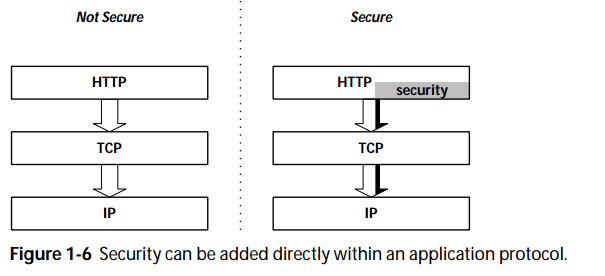 Not Secure
Secure
HTTP
HTTP
security
TCP
TCP
IP
IP
Figure 1-6 Security can be added directly within an application protocol.